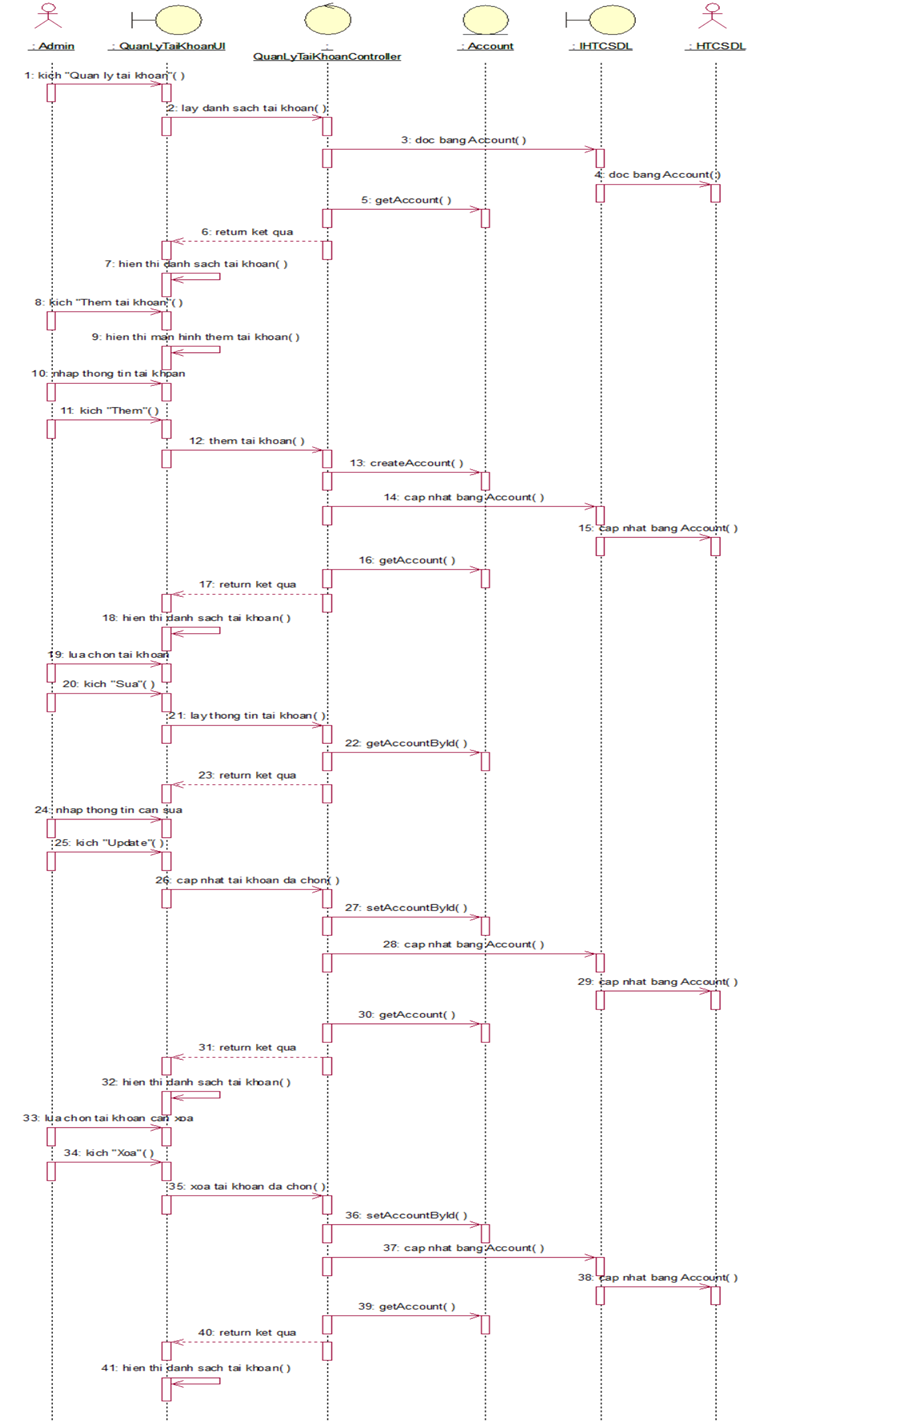 : Admin
: QuanLyTaiKhoanUI
:
QuanLyTaiKhoanController
: Account
: IHTCSDL
: HTCSDL
1: kich "Quan ly tai khoan"( )
2: lay danh sach tai khoan( )
3: doc bang Account( )
4: doc bang Account( )
5: getAccount( )
6: return ket qua
7: hien thi danh sach tai khoan( )
8: kich "Them tai khoan"( )
9: hien thi man hinh them tai khoan( )
10: nhap thong tin tai khoan
11: kich "Them"( )
12: them tai khoan( )
13: createAccount( )
14: cap nhat bang Account( )
15: cap nhat bang Account( )
16: getAccount( )
17: return ket qua
18: hien thi danh sach tai khoan( )
19: lua chon tai khoan
20: kich "Sua"( )
21: lay thong tin tai khoan( )
22: getAccountById( )
23: return ket qua
24: nhap thong tin can sua
25: kich "Update"( )
26: cap nhat tai khoan da chon( )
27: setAccountById( )
28: cap nhat bang Account( )
29: cap nhat bang Account( )
30: getAccount( )
31: return ket qua
32: hien thi danh sach tai khoan( )
33: lua chon tai khoan can xoa
34: kich "Xoa"( )
35: xoa tai khoan da chon( )
36: setAccountById( )
37: cap nhat bang Account( )
38: cap nhat bang Account( )
39: getAccount( )
40: return ket qua
41: hien thi danh sach tai khoan( )